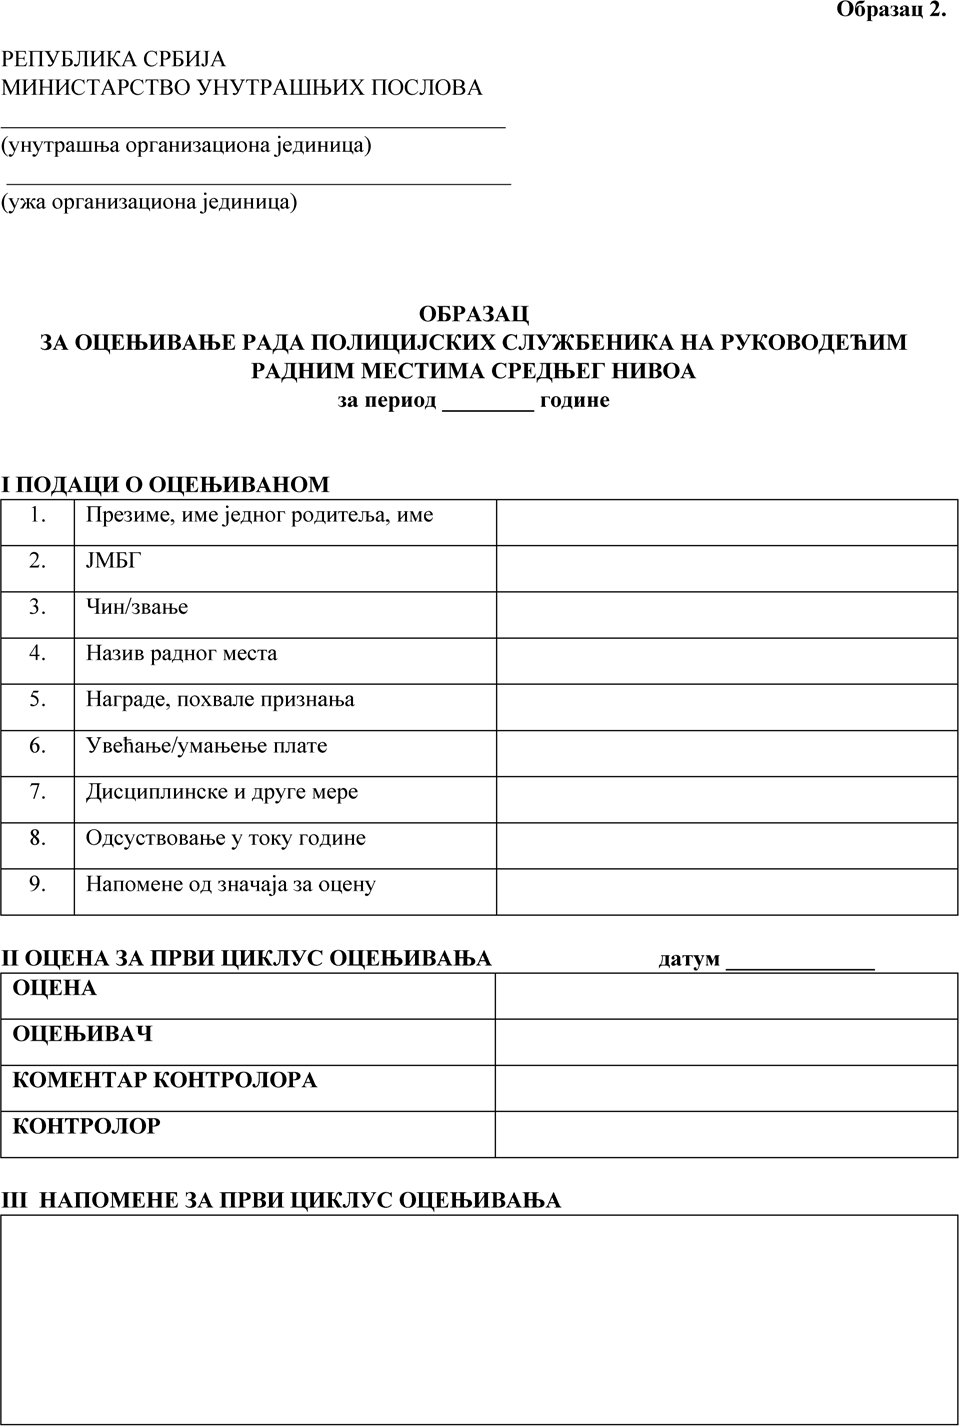 Образац 2.
РЕПУБЛИКА СРБИЈА
МИНИСТАРСТВО УНУТРАШЊИХ ПОСЛОВА
(унутрашња организациона јединица)
(ужа организациона јединица)
ОБРАЗАЦ
ЗА ОЦЕЊИВАЊЕ РАДА ПОЛИЦИЈСКИХ СЛУЖБЕНИКА НА РУКОВОДЕЋИМ
РАДНИМ МЕСТИМА СРЕДЊЕГ НИВОА
за период ________ године
I ПОДАЦИ О ОЦЕЊИВАНОМ
1. Презиме, име једног родитеља, име
2. ЈМБГ
3. Чин/звање
4. Назив радног места
5. Награде, похвале признања
6. Увећање/умањење плате
7. Дисциплинске и друге мере
8. Одсуствовање у току године
9. Напомене од значаја за оцену
II ОЦЕНА ЗА ПРВИ ЦИКЛУС ОЦЕЊИВАЊА датум _____________
ОЦЕНА
ОЦЕЊИВАЧ
КОМЕНТАР КОНТРОЛОРА
КОНТРОЛОР
III НАПОМЕНЕ ЗА ПРВИ ЦИКЛУС ОЦЕЊИВАЊА